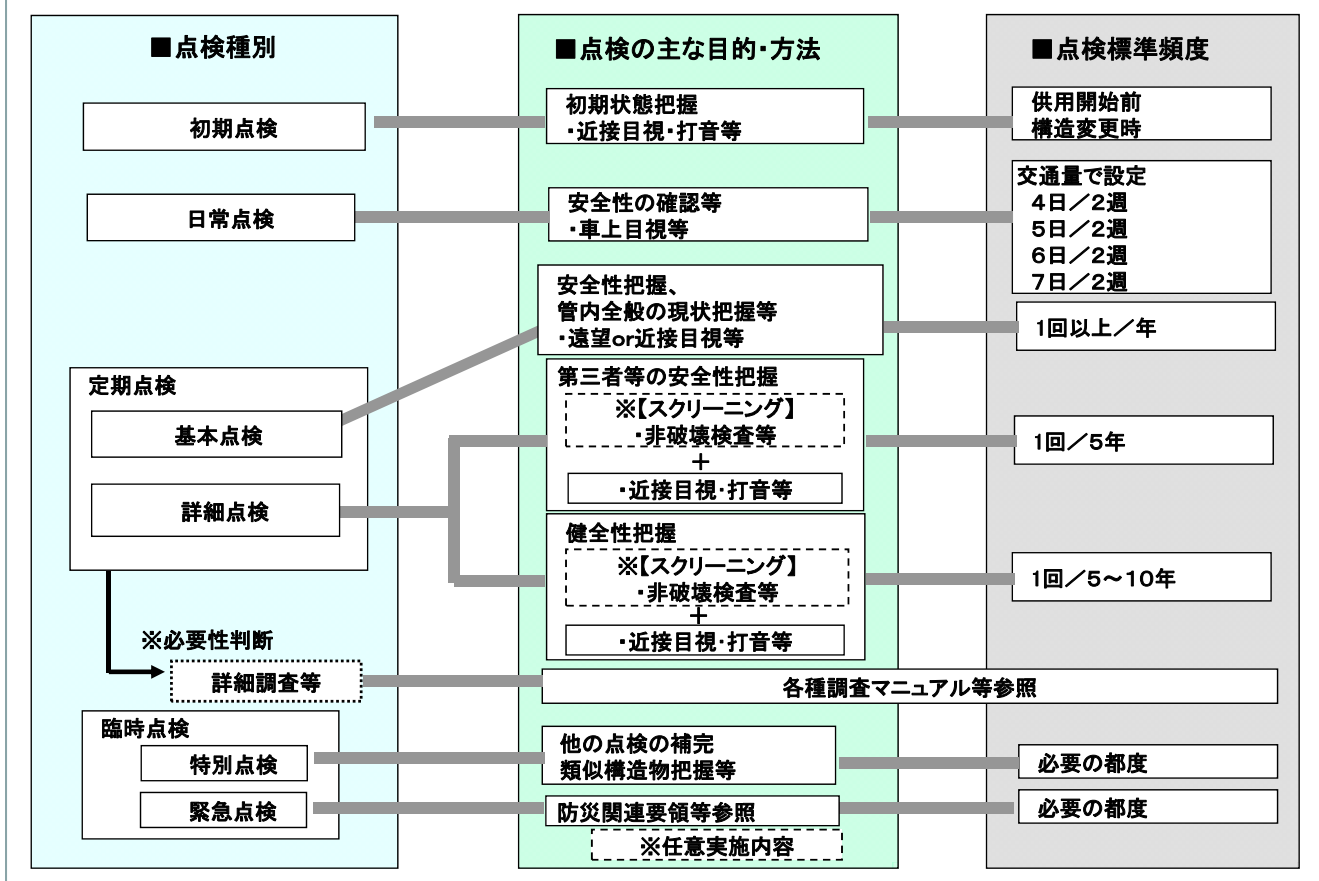 ■点検種別
初期点検
日常点検
定期点検
基本点検
詳細点検
※必要性判断
詳細調査等
臨時点検
特別点検
緊急点検
■点検の主な目的・方法
初期状態把握
・近接目視・打音等
安全性の確認等
・車上目視等
安全性把握、
管内全般の現状把握等
・遠望or近接目視等
第三者等の安全性把握
※【スクリーニング】
・非破壊検査等
＋
・近接目視・打音等
健全性把握
※【スクリーニング】
・非破壊検査等
＋
・近接目視・打音等
各種調査マニュアル等参照
他の点検の補完
類似構造物把握等
防災関連要領等参照
※任意実施内容
■点検標準頻度
供用開始前
構造変更時
交通量で設定
４日／２週
５日／２週
６日／２週
７日／２週
１回以上／年
１回／５年
１回／５～１０年
必要の都度
必要の都度